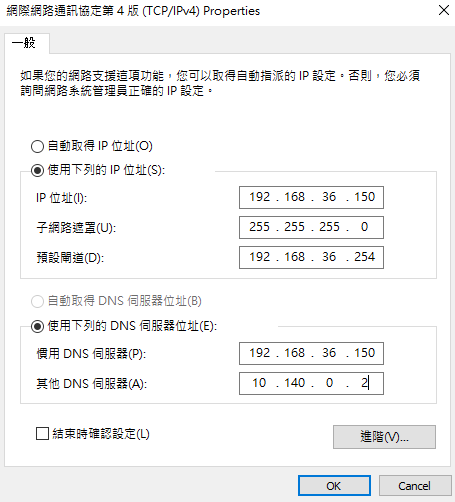 網際網路通訊協定第 4 版 (TCP/IPv4) Properties
一般
如果您的網路支援這項功能，您可以取得自動指派的 IP 設定。否則，您必須
詢問網路系統管理員正確的 IP 設定。
自動取得 IP 位址(O)
使用下列的 IP 位址(S):
IP 位址(I): 192 . 168 . 36 . 150
子網路遮罩(U): 255 . 255 . 255 . 0
預設閘道(D): 192 . 168 . 36 . 254
自動取得 DNS 伺服器位址(B)
使用下列的 DNS 伺服器位址(E):
慣用 DNS 伺服器(P): 192 . 168 . 36 . 150
其他 DNS 伺服器(A): 10 . 140 . 0 . 2
結束時確認設定(L)
進階(V)...
OK Cancel